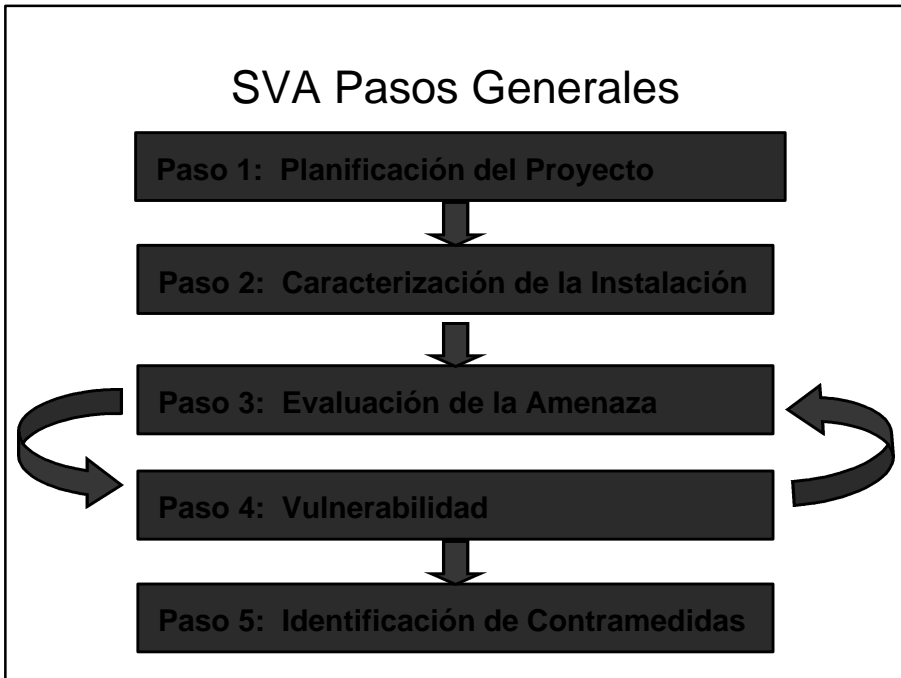 SVA Pasos Generales
Paso 1: Planificación del Proyecto
Paso 2: Caracterización de la Instalación
Paso 3: Evaluación de la Amenaza
Paso 4: Vulnerabilidad
Paso 5: Identificación de Contramedidas